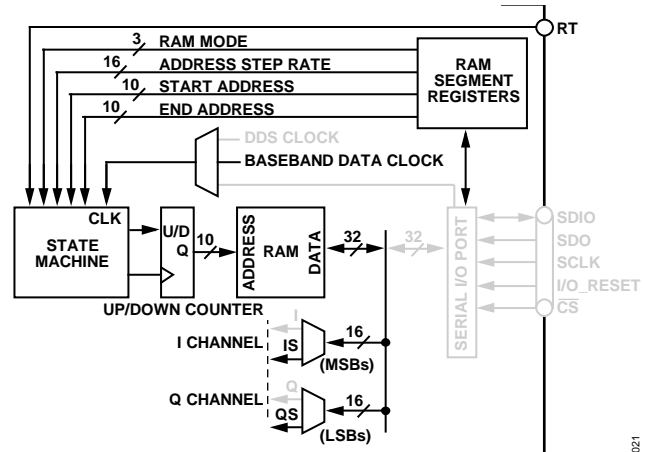 RT
3 RAM MODE
16 ADDRESS STEP RATE
10 START ADDRESS
10 END ADDRESS
RAM
SEGMENT
REGISTERS
DDS CLOCK
BASEBAND DATA CLOCK
CLK
STATE
MACHINE
U/D
Q
10
ADDRESS
RAM
DATA
32
32
SERIAL I/O PORT
SDIO
SDO
SCLK
I/O_RESET
CS
UP/DOWN COUNTER
I
I CHANNEL
IS
16
(MSBs)
Q
Q CHANNEL
QS
16
(LSBs)
021